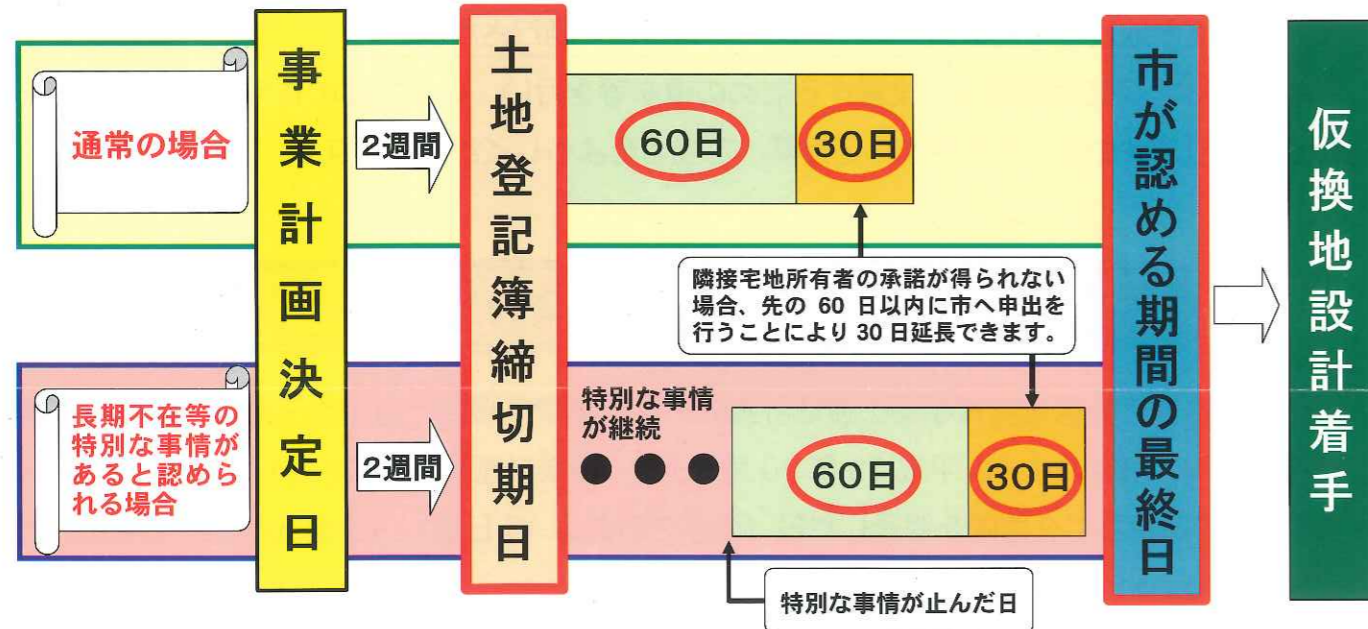 通常の場合
事業計画決定日
2週間
土地登記簿締切期日
60日
30日
隣接宅地所有者の承諾が得られない
場合、先の 60 日以内に市へ申出を
行うことにより 30 日延長できます。
市が認める期間の最終日
仮換地設計着手
長期不在等の
特別な事情が
あると認めら
れる場合
2週間
特別な事情
が継続
60日
30日
特別な事情が止んだ日